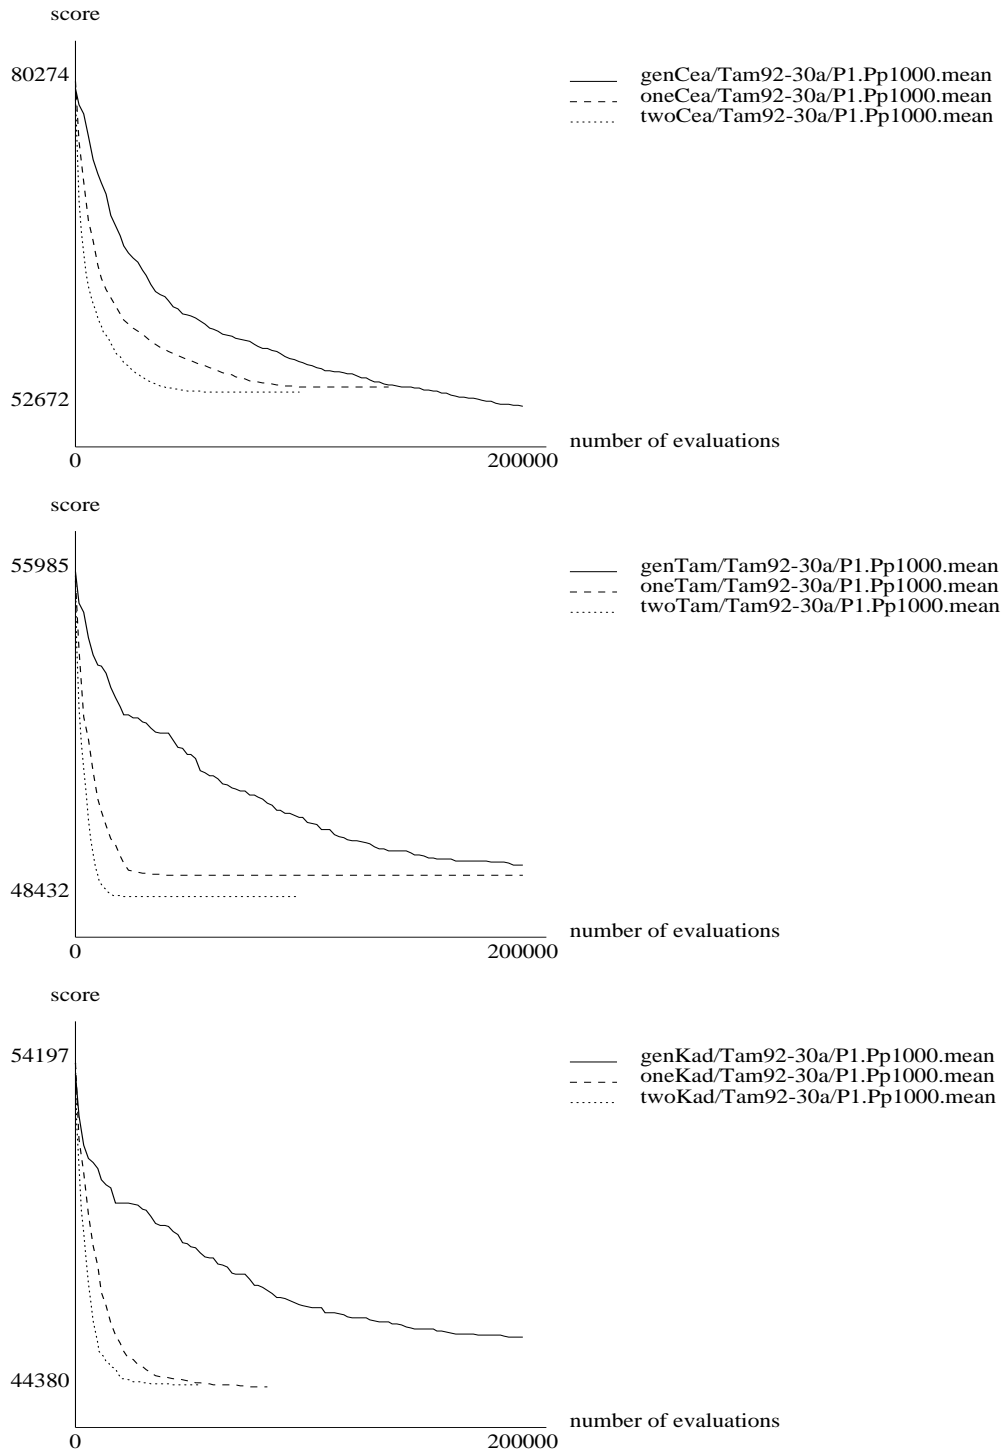 score
80274
genCea/Tam92-30a/P1.Pp1000.mean
oneCea/Tam92-30a/P1.Pp1000.mean
twoCea/Tam92-30a/P1.Pp1000.mean
52672
number of evaluations
0 200000
score
55985
genTam/Tam92-30a/P1.Pp1000.mean
oneTam/Tam92-30a/P1.Pp1000.mean
twoTam/Tam92-30a/P1.Pp1000.mean
48432
number of evaluations
0 200000
score
54197
genKad/Tam92-30a/P1.Pp1000.mean
oneKad/Tam92-30a/P1.Pp1000.mean
twoKad/Tam92-30a/P1.Pp1000.mean
44380
number of evaluations
0 200000